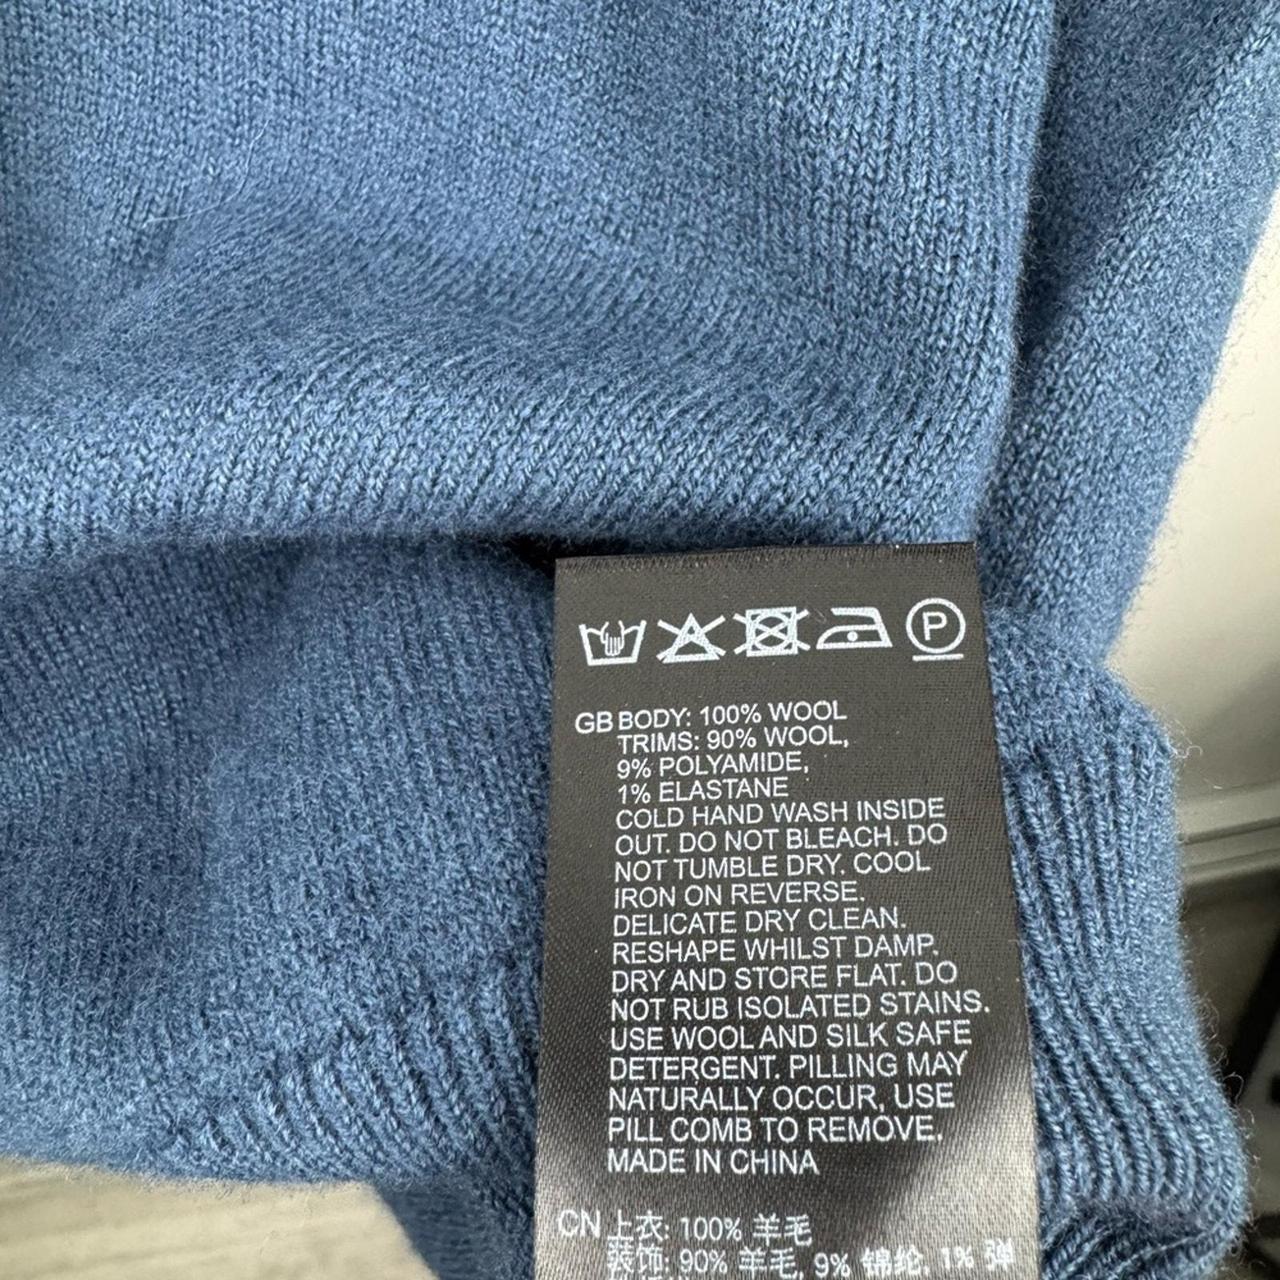 P
GB BODY: 100% WOOL
TRIMS: 90% WOOL,
9% POLYAMIDE,
1% ELASTANE
COLD HAND WASH INSIDE
OUT. DO NOT BLEACH. DO
NOT TUMBLE DRY. COOL
IRON ON REVERSE.
DELICATE DRY CLEAN.
RESHAPE WHILST DAMP.
DRY AND STORE FLAT. DO
NOT RUB ISOLATED STAINS.
USE WOOL AND SILK SAFE
DETERGENT. PILLING MAY
NATURALLY OCCUR, USE
PILL COMB TO REMOVE.
MADE IN CHINA
CN 上衣: 100% 羊毛
装饰: 90% 羊毛, 9% 锦纶, 1% 弹